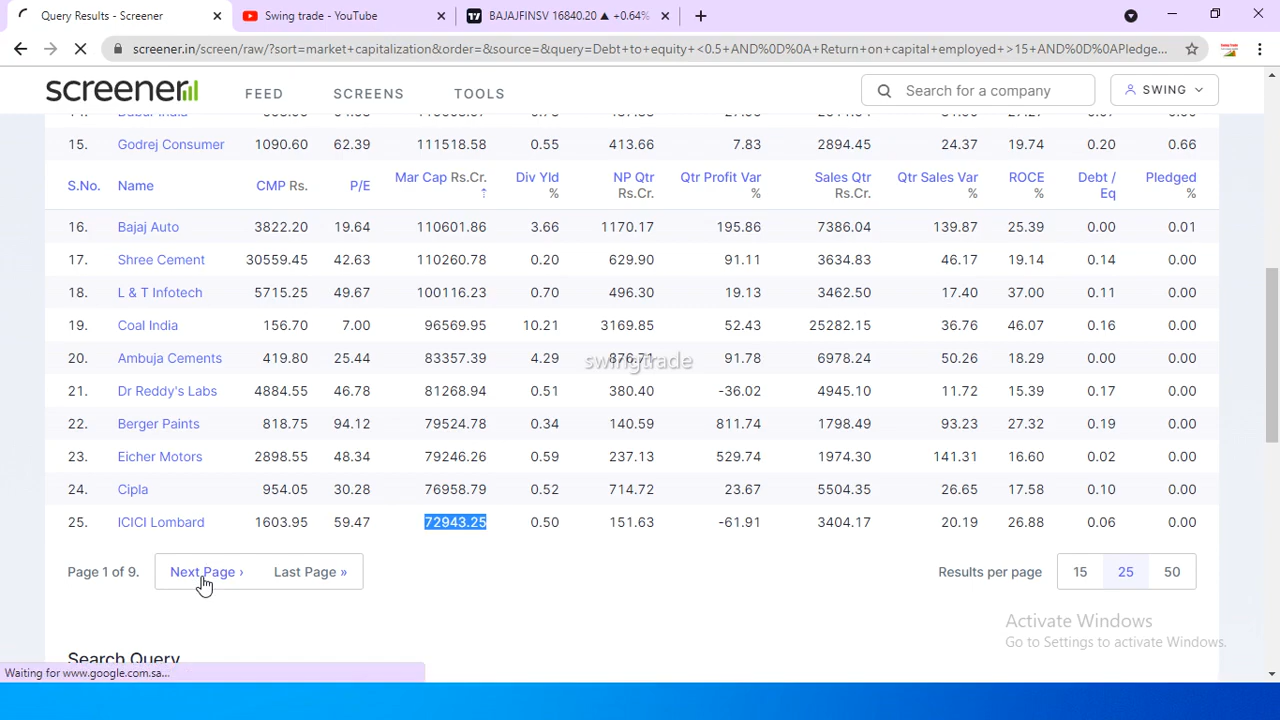 Query Results - Screener
Swing trade - YouTube
BAJAJFINSV 16840.20 ▲ +0.64%
screener.in/screen/raw/?sort=market+capitalization&order=&source=&query=Debt+to+equity+<0.5+AND%0D%0A+Return+on+capital+employed+>15+AND%0D%0APledge...
screener
FEED
SCREENS
TOOLS
Search for a company
SWING
15. Godrej Consumer 1090.60 62.39 111518.58 0.55 413.66 7.83 2894.45 24.37 19.74 0.20 0.66
S.No. Name CMP Rs. P/E Mar Cap Rs.Cr. Div Yld % NP Qtr Rs.Cr. Qtr Profit Var % Sales Qtr Rs.Cr. Qtr Sales Var % ROCE % Debt / Eq Pledged %
16. Bajaj Auto 3822.20 19.64 110601.86 3.66 1170.17 195.86 7386.04 139.87 25.39 0.00 0.01
17. Shree Cement 30559.45 42.63 110260.78 0.20 629.90 91.11 3634.83 46.17 19.14 0.14 0.00
18. L & T Infotech 5715.25 49.67 100116.23 0.70 496.30 19.13 3462.50 17.40 37.00 0.11 0.00
19. Coal India 156.70 7.00 96569.95 10.21 3169.85 52.43 25282.15 36.76 46.07 0.16 0.00
20. Ambuja Cements 419.80 25.44 83357.39 4.29 876.71 91.78 6978.24 50.26 18.29 0.00 0.00
swingtrade
21. Dr Reddy's Labs 4884.55 46.78 81268.94 0.51 380.40 -36.02 4945.10 11.72 15.39 0.17 0.00
22. Berger Paints 818.75 94.12 79524.78 0.34 140.59 811.74 1798.49 93.23 27.32 0.19 0.00
23. Eicher Motors 2898.55 48.34 79246.26 0.59 237.13 529.74 1974.30 141.31 16.60 0.02 0.00
24. Cipla 954.05 30.28 76958.79 0.52 714.72 23.67 5504.35 26.65 17.58 0.10 0.00
25. ICICI Lombard 1603.95 59.47 72943.25 0.50 151.63 -61.91 3404.17 20.19 26.88 0.06 0.00
Page 1 of 9. Next Page › Last Page » Results per page 15 25 50
Activate Windows
Go to Settings to activate Windows.
Search Query
Waiting for www.google.com.sa...